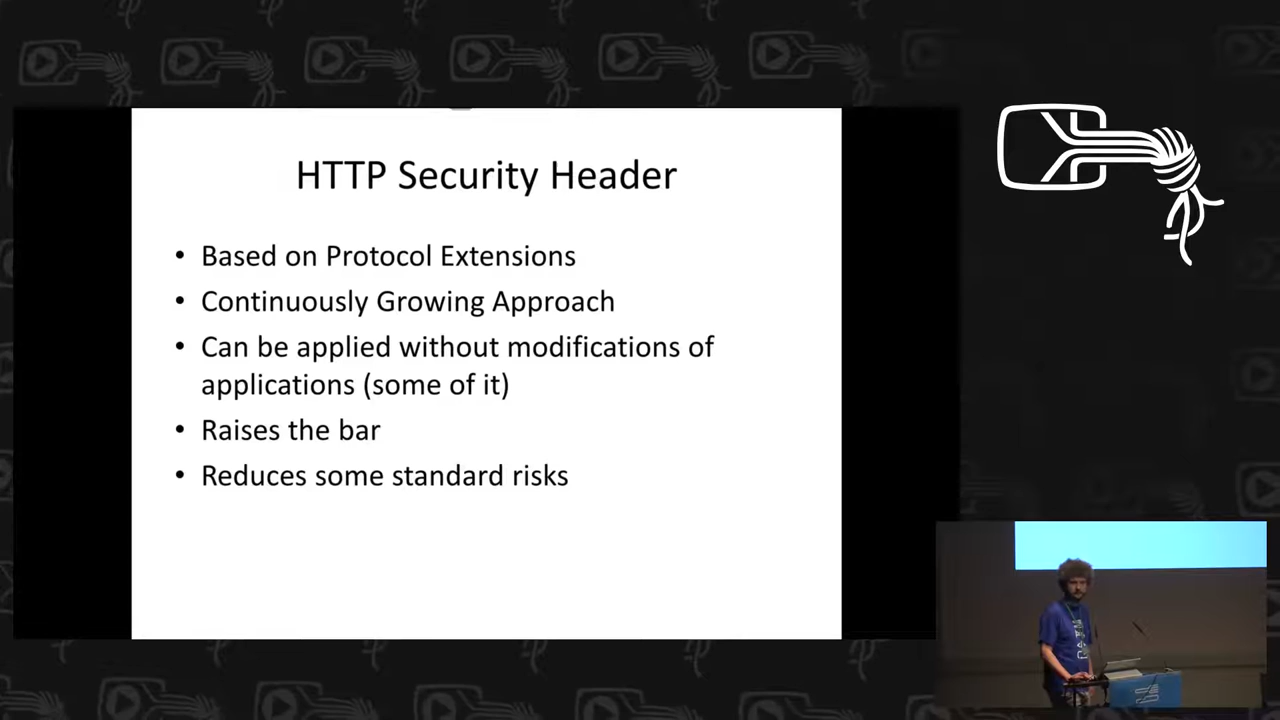 HTTP Security Header
• Based on Protocol Extensions
• Continuously Growing Approach
• Can be applied without modifications of
applications (some of it)
• Raises the bar
• Reduces some standard risks